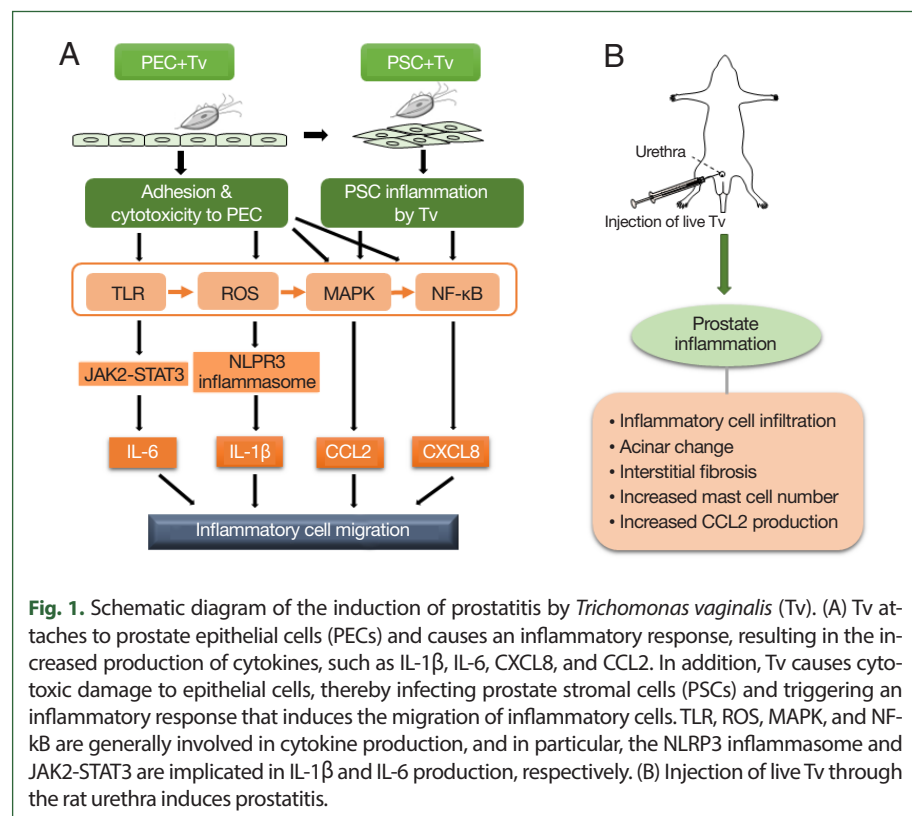 A
PEC+Tv
PSC+Tv
Adhesion &
cytotoxicity to PEC
PSC inflammation
by Tv
TLR
ROS
MAPK
NF-κB
JAK2-STAT3
NLPR3
inflammasome
IL-6
IL-1β
CCL2
CXCL8
Inflammatory cell migration
B
Urethra
Injection of live Tv
Prostate
inflammation
• Inflammatory cell infiltration
• Acinar change
• Interstitial fibrosis
• Increased mast cell number
• Increased CCL2 production
Fig. 1. Schematic diagram of the induction of prostatitis by Trichomonas vaginalis (Tv). (A) Tv at-
taches to prostate epithelial cells (PECs) and causes an inflammatory response, resulting in the in-
creased production of cytokines, such as IL-1β, IL-6, CXCL8, and CCL2. In addition, Tv causes cyto-
toxic damage to epithelial cells, thereby infecting prostate stromal cells (PSCs) and triggering an
inflammatory response that induces the migration of inflammatory cells. TLR, ROS, MAPK, and NF-
kB are generally involved in cytokine production, and in particular, the NLRP3 inflammasome and
JAK2-STAT3 are implicated in IL-1β and IL-6 production, respectively. (B) Injection of live Tv through
the rat urethra induces prostatitis.